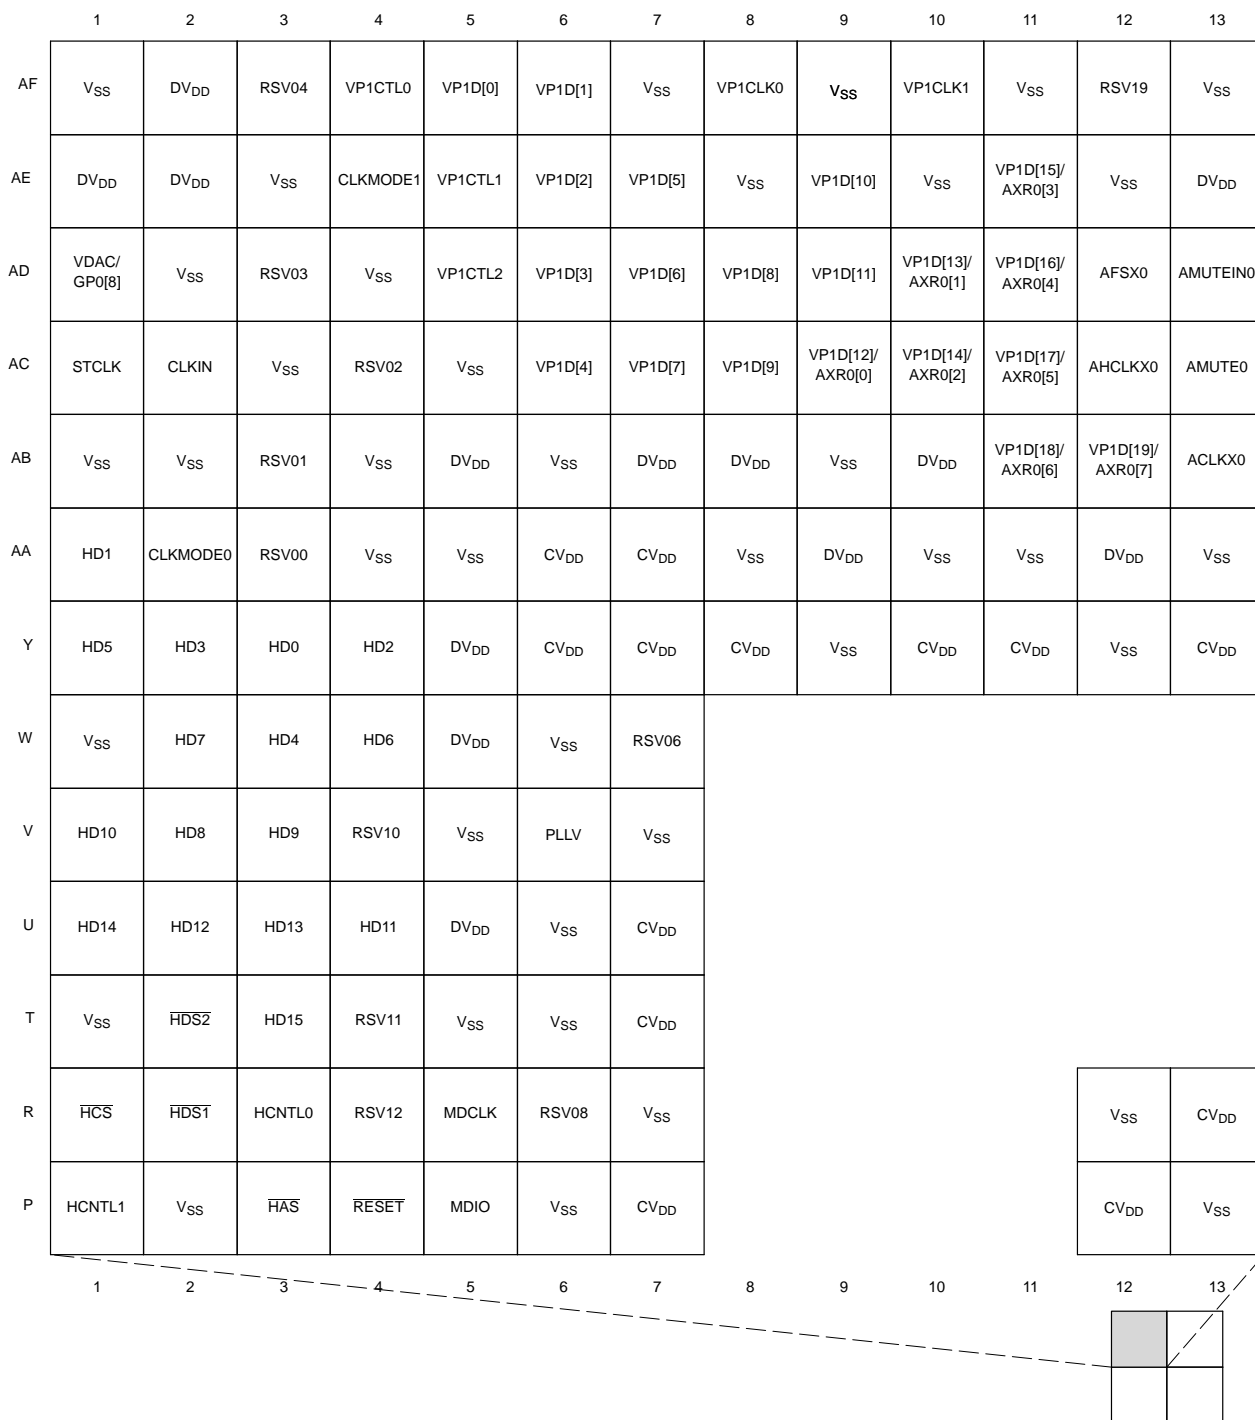 1 2 3 4 5 6 7 8 9 10 11 12 13
AF VSS DVDD RSV04 VP1CTL0 VP1D[0] VP1D[1] VSS VP1CLK0 VSS VP1CLK1 VSS RSV19 VSS
AE DVDD DVDD VSS CLKMODE1 VP1CTL1 VP1D[2] VP1D[5] VSS VP1D[10] VSS VP1D[15]/AXR0[3] VSS DVDD
AD VDAC/GP0[8] VSS RSV03 VSS VP1CTL2 VP1D[3] VP1D[6] VP1D[8] VP1D[11] VP1D[13]/AXR0[1] VP1D[16]/AXR0[4] AFSX0 AMUTEIN0
AC STCLK CLKIN VSS RSV02 VSS VP1D[4] VP1D[7] VP1D[9] VP1D[12]/AXR0[0] VP1D[14]/AXR0[2] VP1D[17]/AXR0[5] AHCLKX0 AMUTE0
AB VSS VSS RSV01 VSS DVDD VSS DVDD DVDD VSS DVDD VP1D[18]/AXR0[6] VP1D[19]/AXR0[7] ACLKX0
AA HD1 CLKMODE0 RSV00 VSS VSS CVDD CVDD VSS DVDD VSS VSS DVDD VSS
Y HD5 HD3 HD0 HD2 DVDD CVDD CVDD CVDD VSS CVDD CVDD VSS CVDD
W VSS HD7 HD4 HD6 DVDD VSS RSV06
V HD10 HD8 HD9 RSV10 VSS PLLV VSS
U HD14 HD12 HD13 HD11 DVDD VSS CVDD
T VSS HDS2 HD15 RSV11 VSS VSS CVDD
R HCS HDS1 HCNTL0 RSV12 MDCLK RSV08 VSS VSS CVDD
P HCNTL1 VSS HAS RESET MDIO VSS CVDD CVDD VSS
1 2 3 4 5 6 7 8 9 10 11 12 13